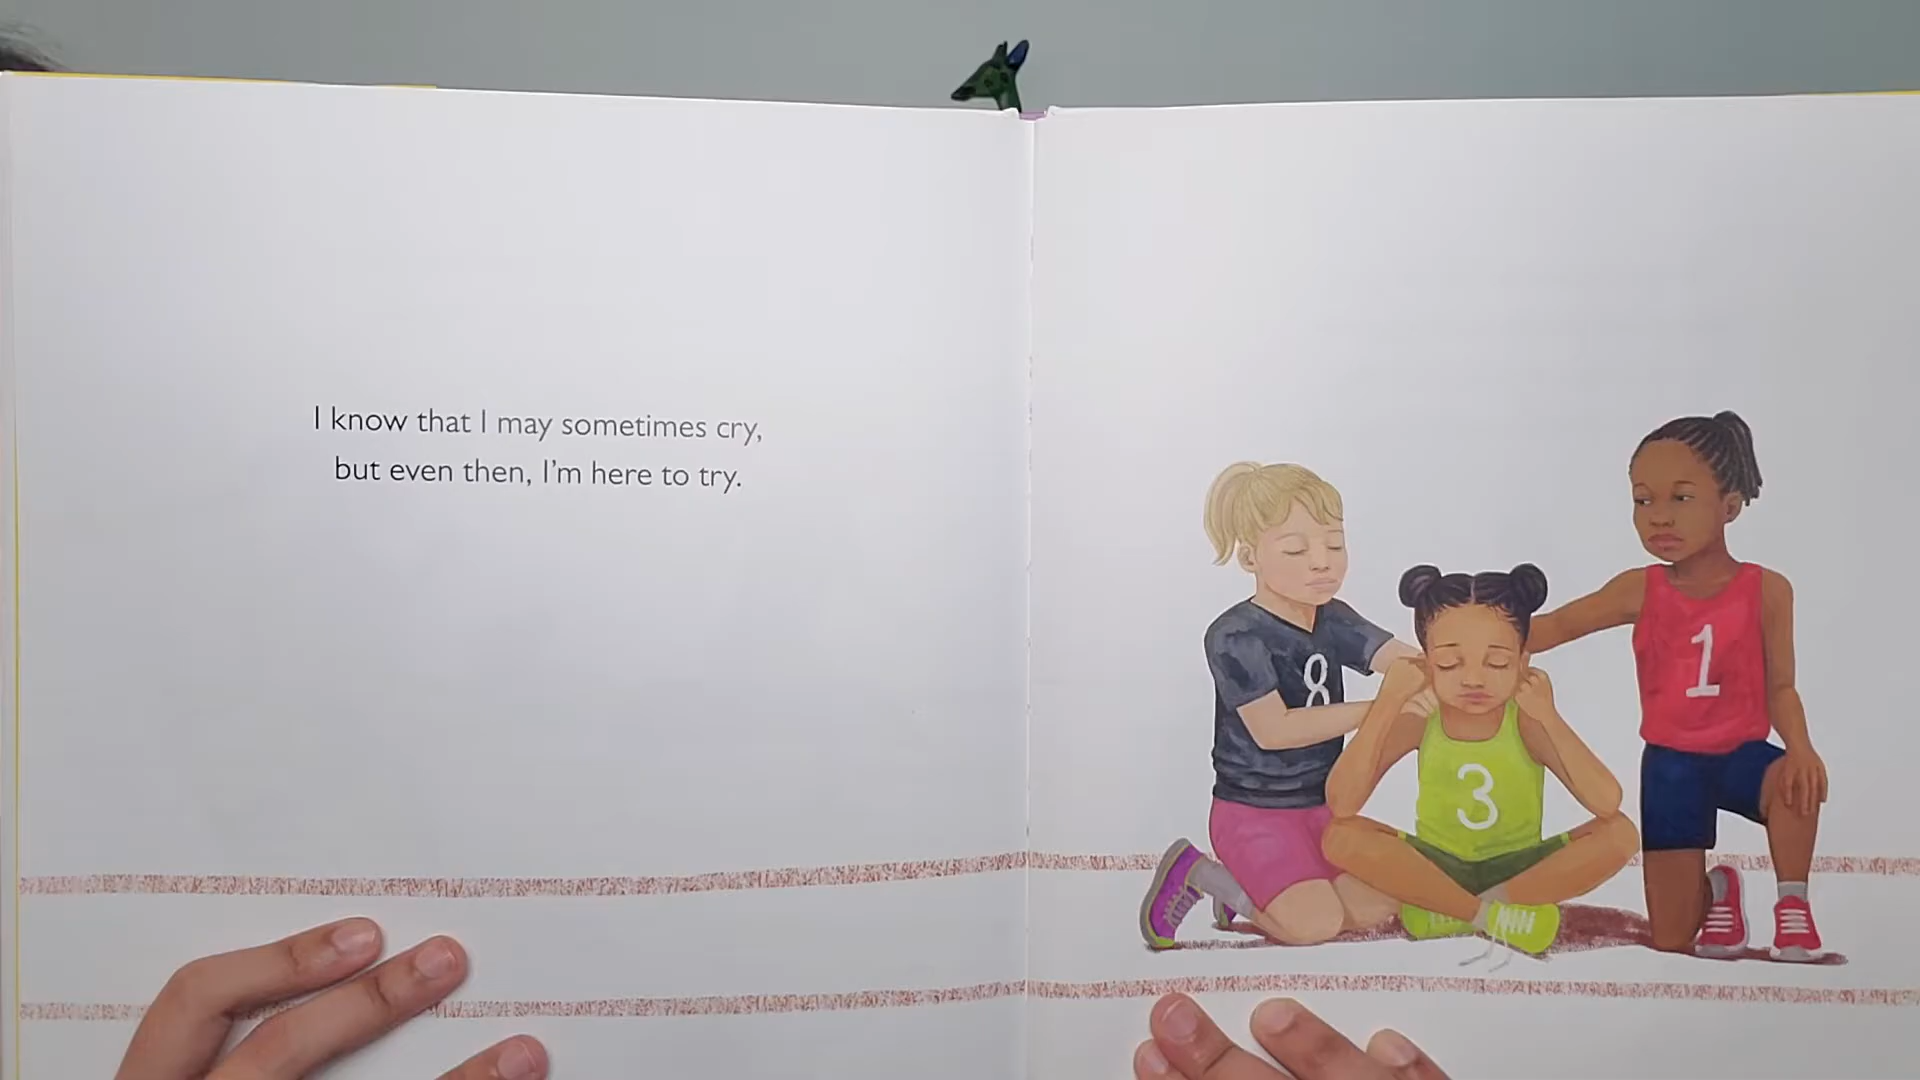 I know that I may sometimes cry,
but even then, I'm here to try.
8
3
1